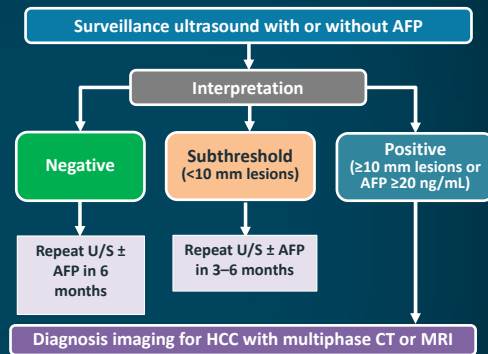 Surveillance ultrasound with or without AFP
Interpretation
Negative
Subthreshold
(<10 mm lesions)
Positive
(≥10 mm lesions or
AFP ≥20 ng/mL)
Repeat U/S ±
AFP in 6
months
Repeat U/S ± AFP
in 3–6 months
Diagnosis imaging for HCC with multiphase CT or MRI